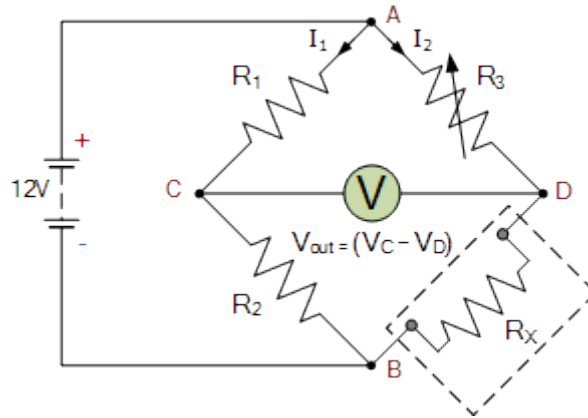 A
I₁ I₂
R₁ R₃
+
12V
C V D
-
Vout = (VC – VD)
R₂ RX
B